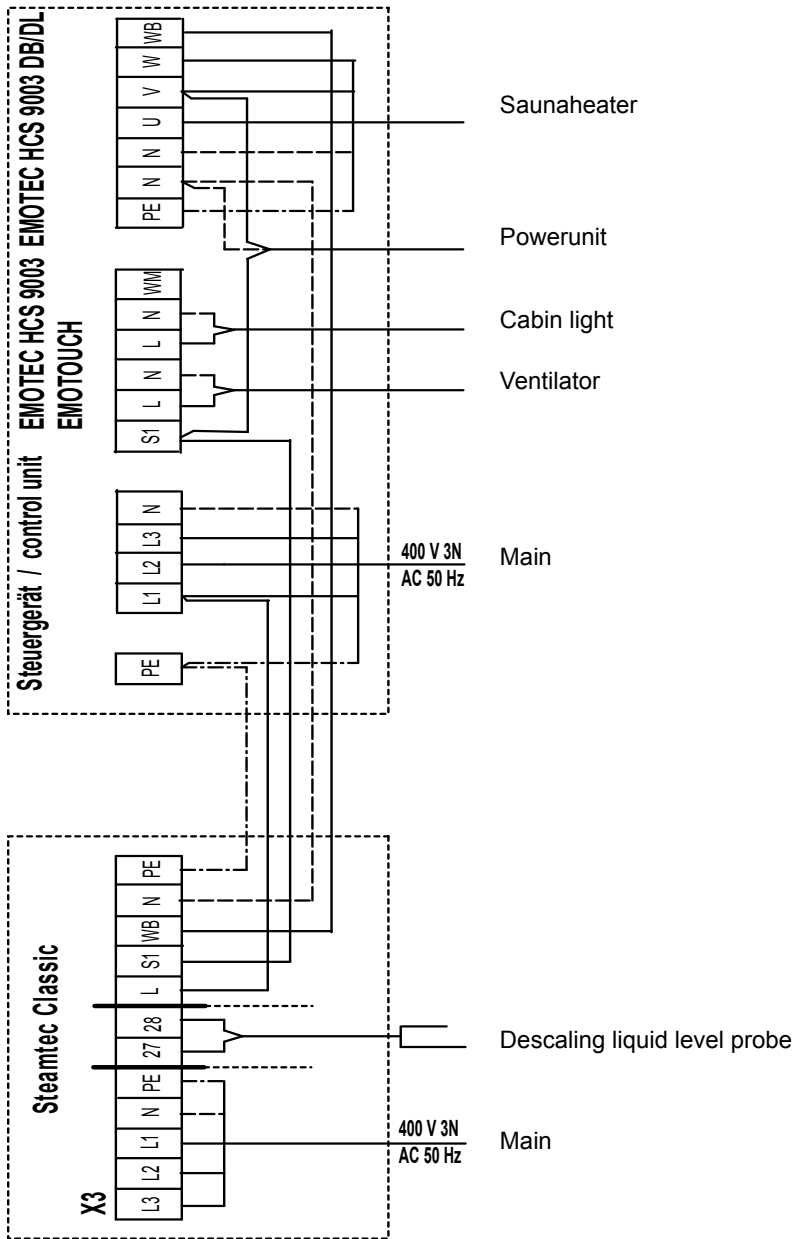 Steuergerät / control unit EMOTEC HCS 9003 EMOTEC HCS 9003 DB/DL
EMOTOUCH
WB
W
V
U
N
N
PE
Saunaheater
Powerunit
WM
N
L
N
L
S1
Cabin light
Ventilator
N
L3
L2
L1
400 V 3N
AC 50 Hz
Main
PE
Steamtec Classic
PE
N
WB
S1
L
28
27
PE
N
L1
L2
L3
X3
Descaling liquid level probe
400 V 3N
AC 50 Hz
Main